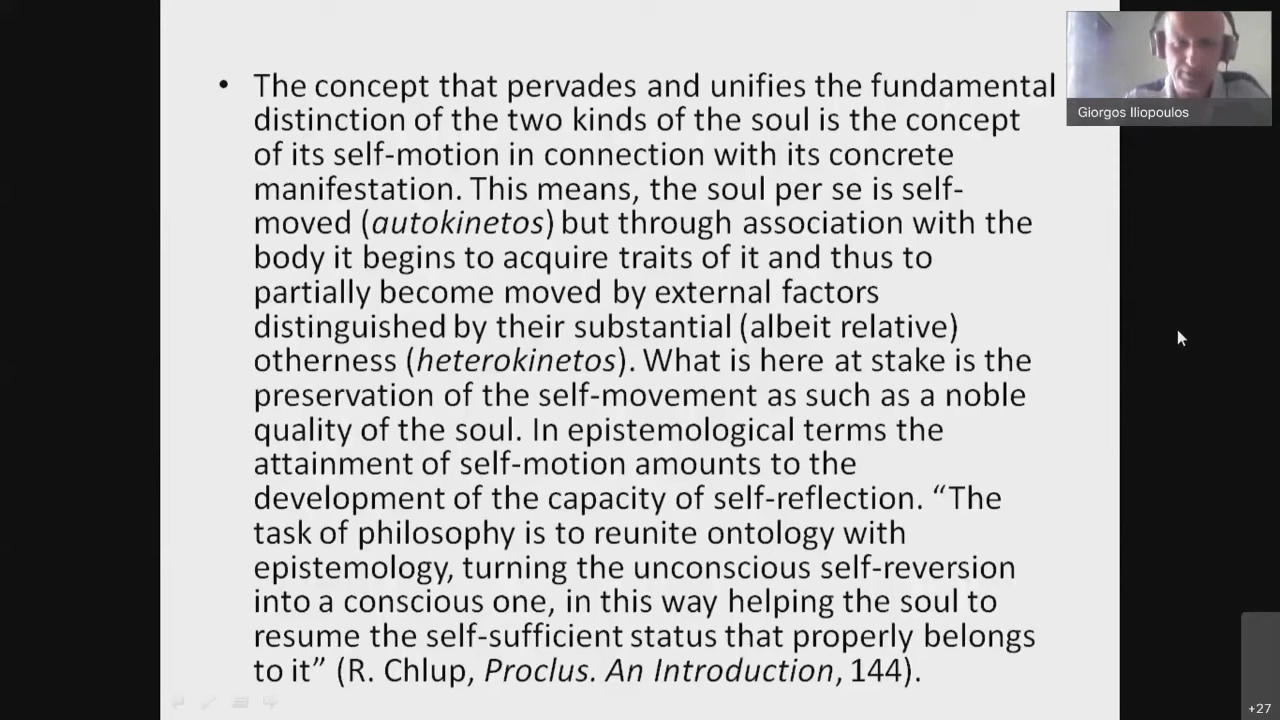 • The concept that pervades and unifies the fundamental
distinction of the two kinds of the soul is the concept
of its self-motion in connection with its concrete
manifestation. This means, the soul per se is self-
moved (autokinetos) but through association with the
body it begins to acquire traits of it and thus to
partially become moved by external factors
distinguished by their substantial (albeit relative)
otherness (heterokinetos). What is here at stake is the
preservation of the self-movement as such as a noble
quality of the soul. In epistemological terms the
attainment of self-motion amounts to the
development of the capacity of self-reflection. “The
task of philosophy is to reunite ontology with
epistemology, turning the unconscious self-reversion
into a conscious one, in this way helping the soul to
resume the self-sufficient status that properly belongs
to it” (R. Chlup, Proclus. An Introduction, 144).
Giorgos Iliopoulos
+27